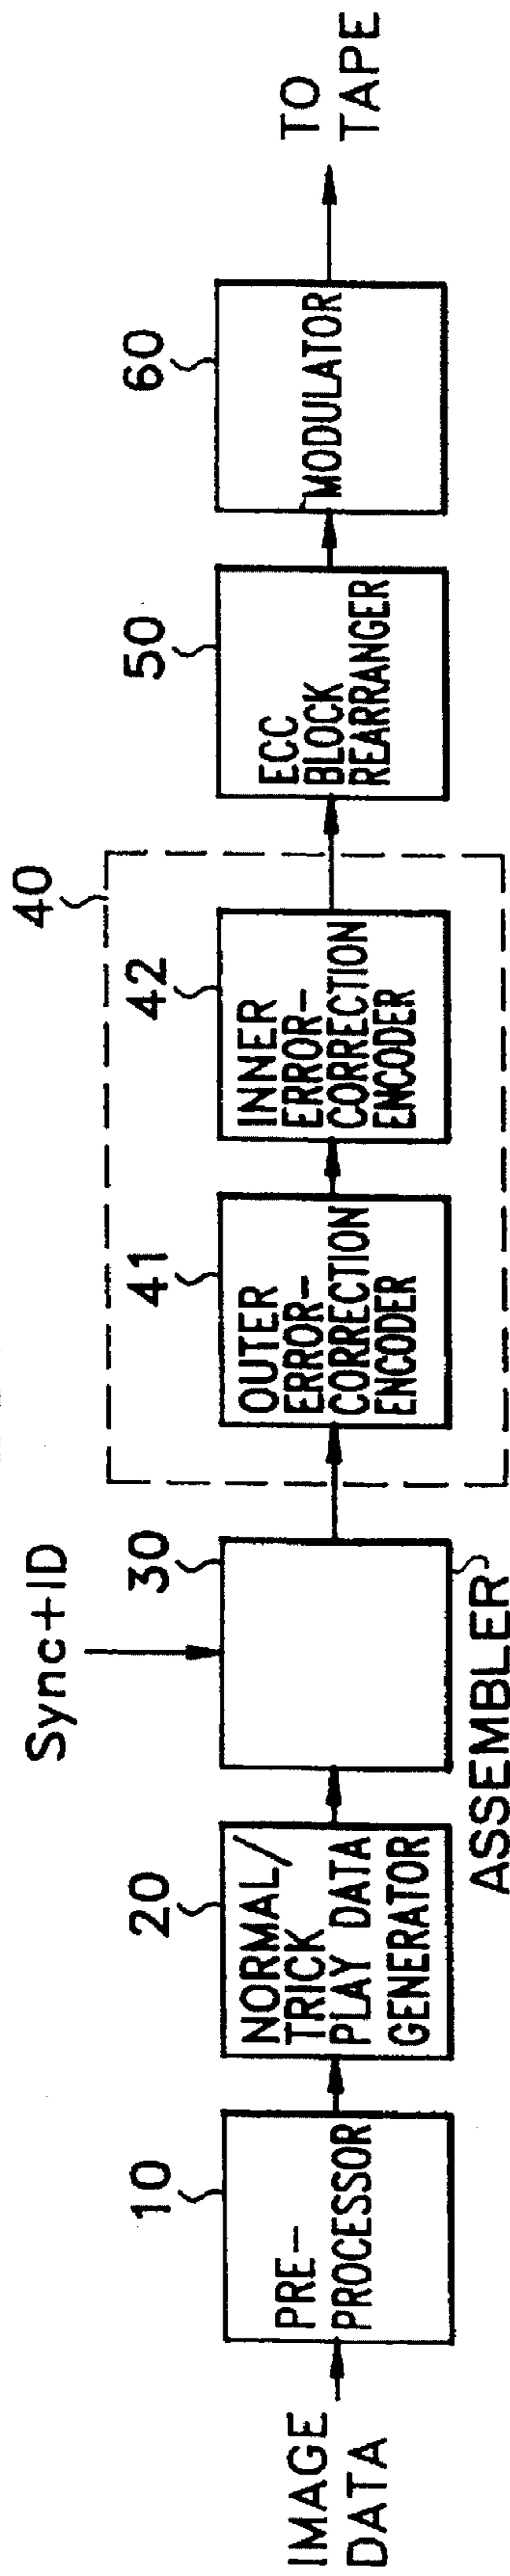 IMAGE
DATA
10
PRE-
PROCESSOR
20
NORMAL/
TRICK
PLAY DATA
GENERATOR
Sync+ID
30
ASSEMBLER
40
41
OUTER
ERROR-
CORRECTION
ENCODER
42
INNER
ERROR-
CORRECTION
ENCODER
50
ECC
BLOCK
REARRANGER
60
MODULATOR
TO
TAPE